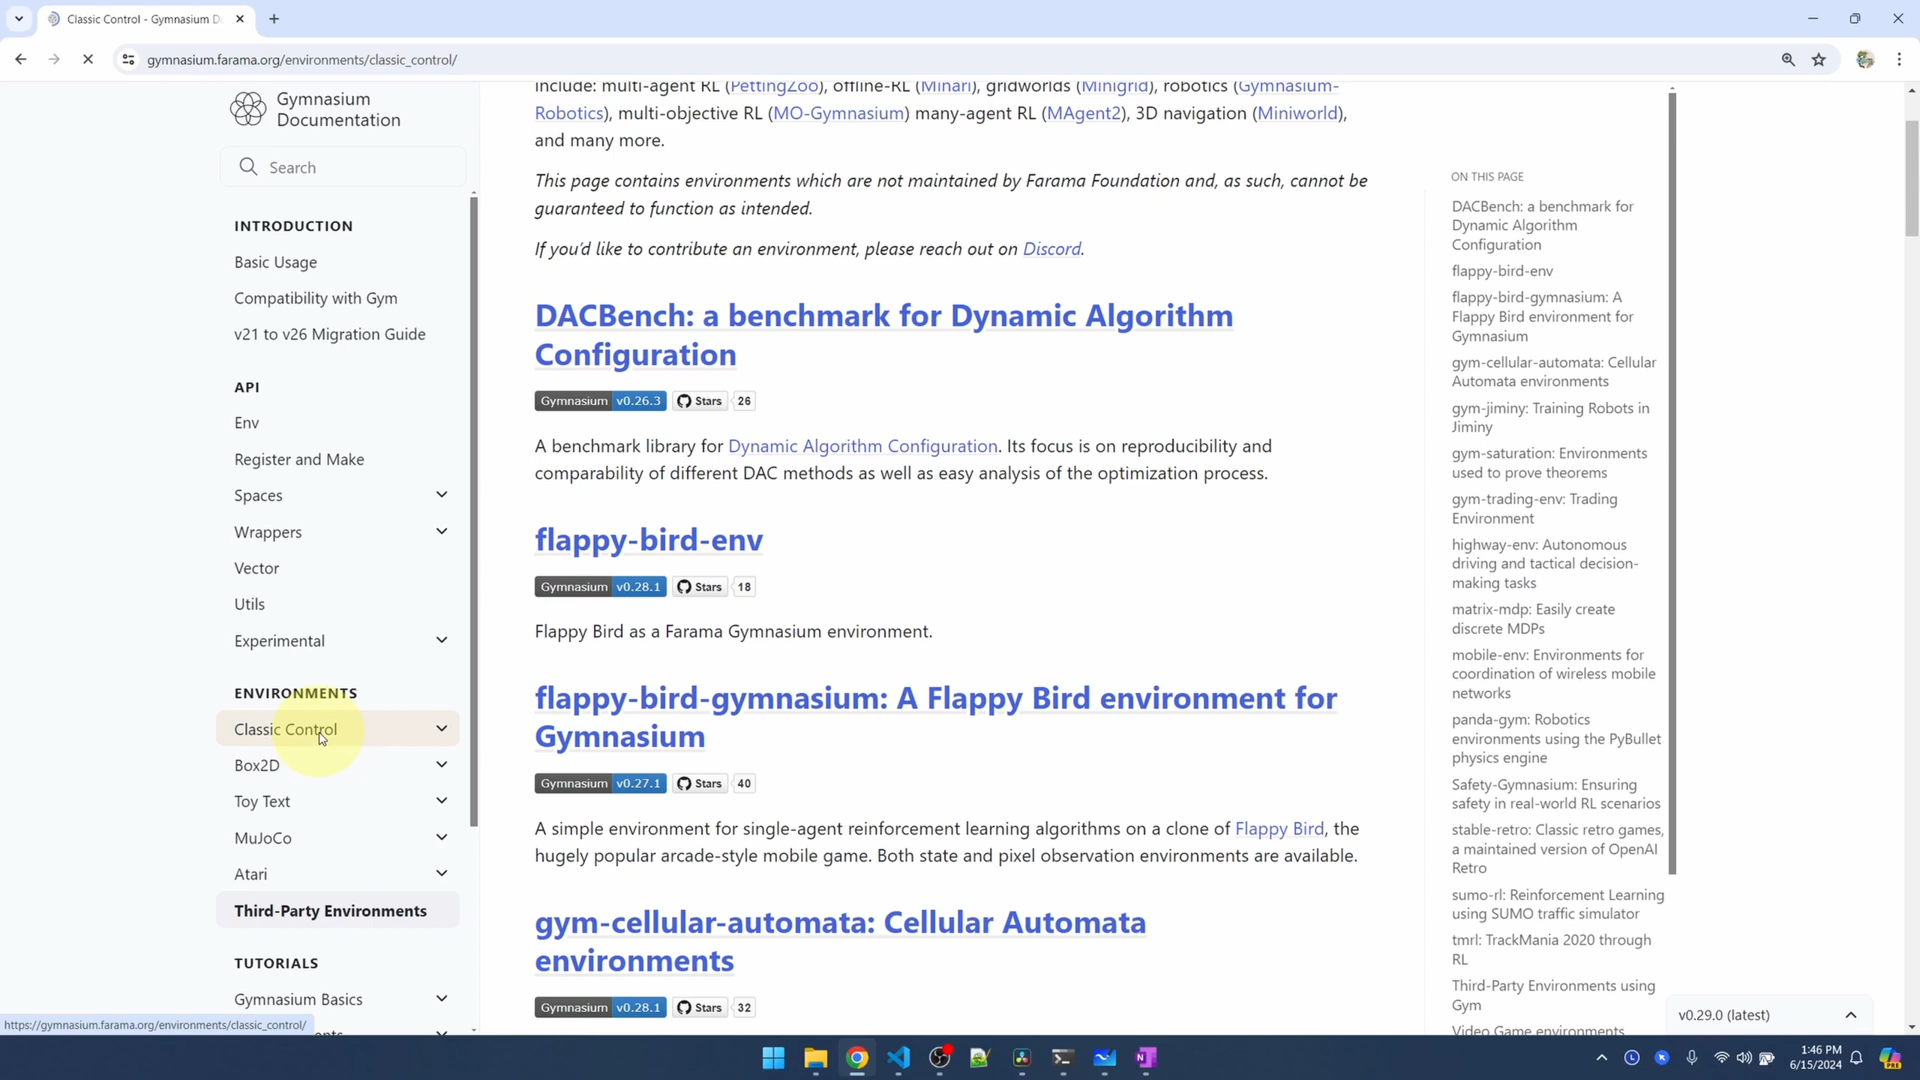 Classic Control - Gymnasium D
gymnasium.farama.org/environments/classic_control/
Gymnasium
Documentation
Search
INTRODUCTION
Basic Usage
Compatibility with Gym
v21 to v26 Migration Guide
API
Env
Register and Make
Spaces
Wrappers
Vector
Utils
Experimental
ENVIRONMENTS
Classic Control
Box2D
Toy Text
MuJoCo
Atari
Third-Party Environments
TUTORIALS
Gymnasium Basics
https://gymnasium.farama.org/environments/classic_control/
include: multi-agent RL (PettingZoo), offline-RL (Minari), gridworlds (Minigrid), robotics (Gymnasium-
Robotics), multi-objective RL (MO-Gymnasium) many-agent RL (MAgent2), 3D navigation (Miniworld),
and many more.
This page contains environments which are not maintained by Farama Foundation and, as such, cannot be
guaranteed to function as intended.
If you'd like to contribute an environment, please reach out on Discord.
DACBench: a benchmark for Dynamic Algorithm
Configuration
Gymnasium v0.26.3 Stars 26
A benchmark library for Dynamic Algorithm Configuration. Its focus is on reproducibility and
comparability of different DAC methods as well as easy analysis of the optimization process.
flappy-bird-env
Gymnasium v0.28.1 Stars 18
Flappy Bird as a Farama Gymnasium environment.
flappy-bird-gymnasium: A Flappy Bird environment for
Gymnasium
Gymnasium v0.27.1 Stars 40
A simple environment for single-agent reinforcement learning algorithms on a clone of Flappy Bird, the
hugely popular arcade-style mobile game. Both state and pixel observation environments are available.
gym-cellular-automata: Cellular Automata
environments
Gymnasium v0.28.1 Stars 32
ON THIS PAGE
DACBench: a benchmark for
Dynamic Algorithm
Configuration
flappy-bird-env
flappy-bird-gymnasium: A
Flappy Bird environment for
Gymnasium
gym-cellular-automata: Cellular
Automata environments
gym-jiminy: Training Robots in
Jiminy
gym-saturation: Environments
used to prove theorems
gym-trading-env: Trading
Environment
highway-env: Autonomous
driving and tactical decision-
making tasks
matrix-mdp: Easily create
discrete MDPs
mobile-env: Environments for
coordination of wireless mobile
networks
panda-gym: Robotics
environments using the PyBullet
physics engine
Safety-Gymnasium: Ensuring
safety in real-world RL scenarios
stable-retro: Classic retro games,
a maintained version of OpenAI
Retro
sumo-rl: Reinforcement Learning
using SUMO traffic simulator
tmrl: TrackMania 2020 through
RL
Third-Party Environments using
Gym
Video Game environments
v0.29.0 (latest)
1:46 PM
6/15/2024